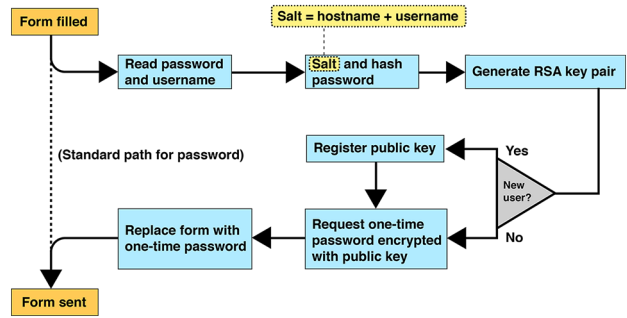 Salt = hostname + username
Form filled
Read password
and username
Salt and hash
password
Generate RSA key pair
(Standard path for password)
Register public key
Yes
New
user?
No
Replace form with
one-time password
Request one-time
password encrypted
with public key
Form sent